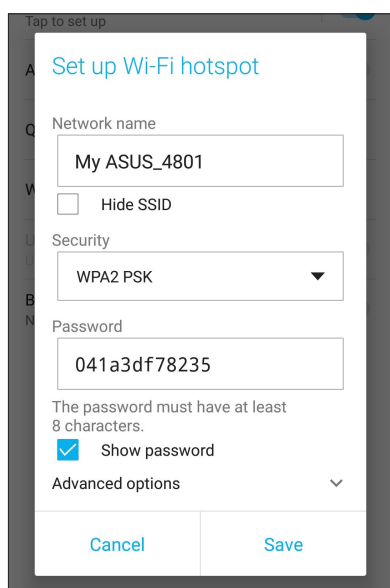 Tap to set up
Set up Wi-Fi hotspot
Network name
My ASUS_4801
Hide SSID
Security
WPA2 PSK
Password
041a3df78235
The password must have at least
8 characters.
Show password
Advanced options
Cancel
Save